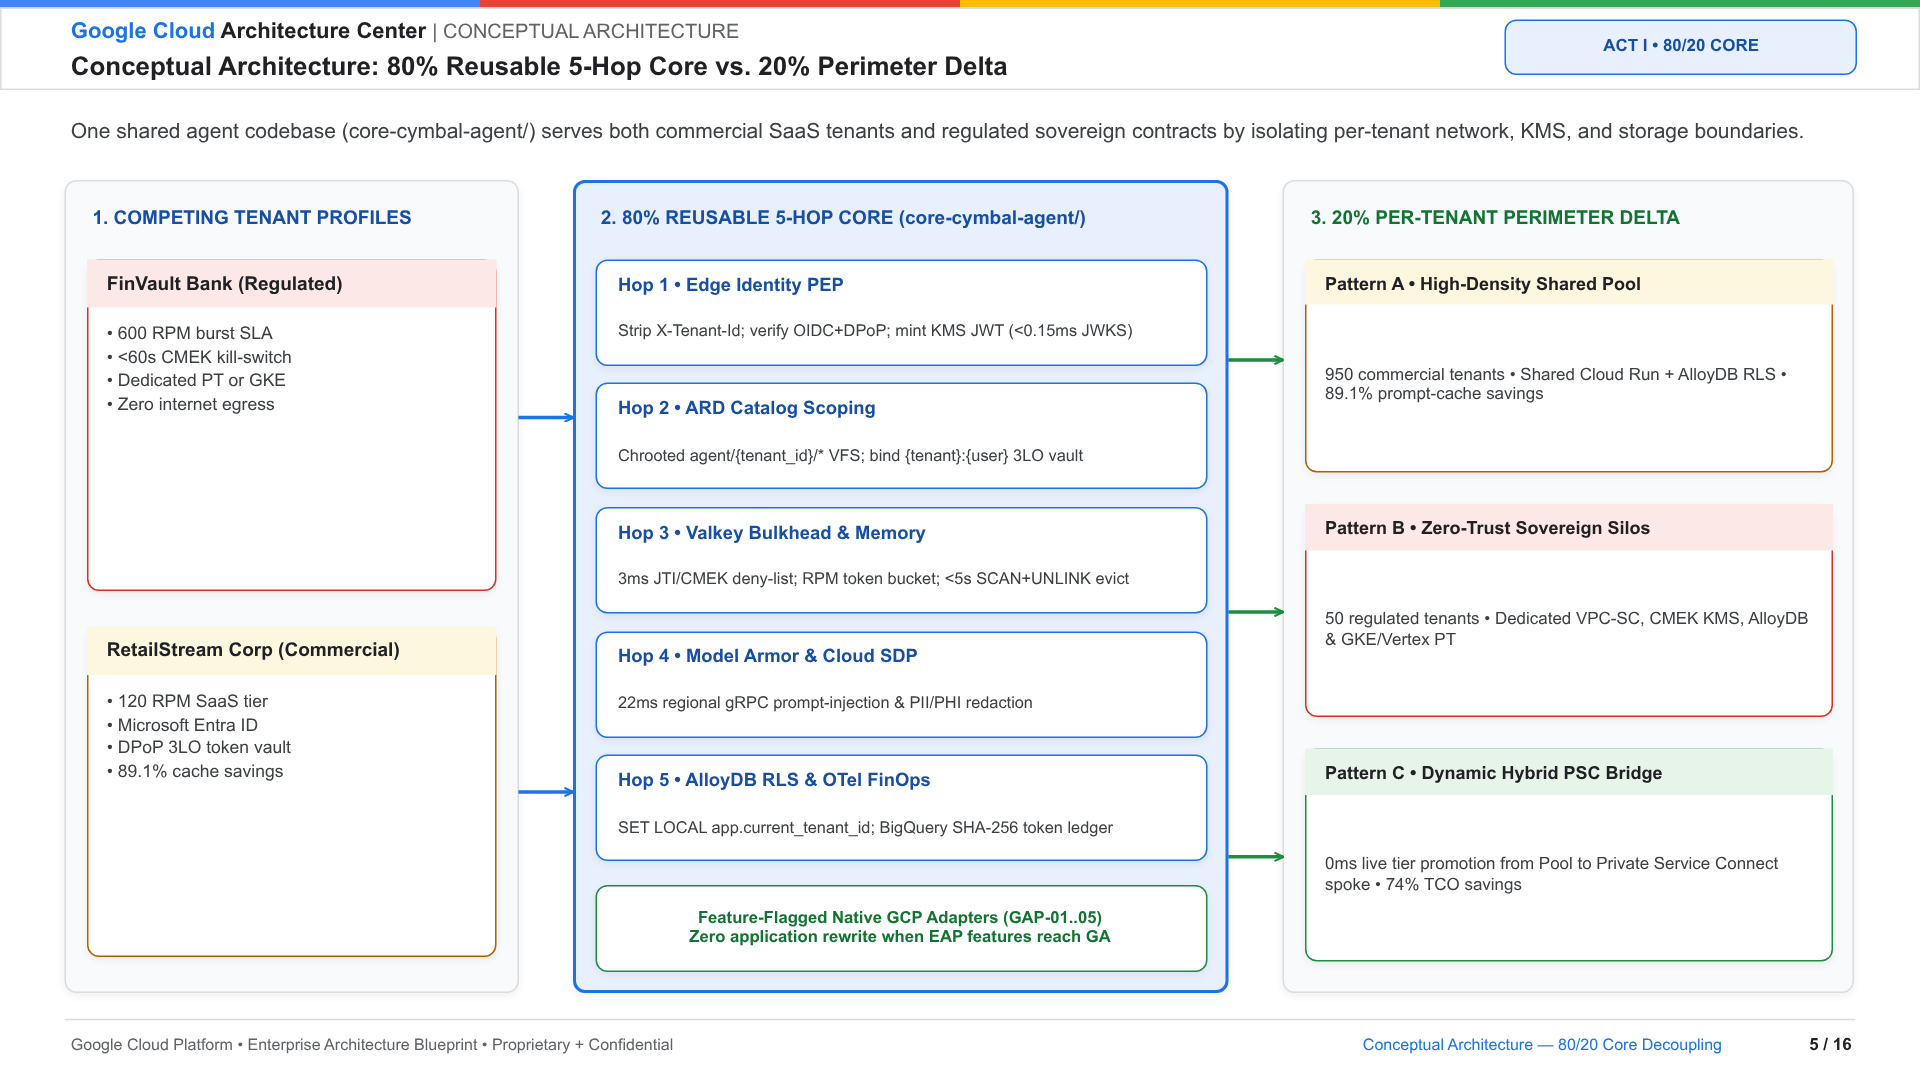 Google Cloud Architecture Center | CONCEPTUAL ARCHITECTURE
Conceptual Architecture: 80% Reusable 5-Hop Core vs. 20% Perimeter Delta
ACT I • 80/20 CORE
One shared agent codebase (core-cymbal-agent/) serves both commercial SaaS tenants and regulated sovereign contracts by isolating per-tenant network, KMS, and storage boundaries.
1. COMPETING TENANT PROFILES
FinVault Bank (Regulated)
• 600 RPM burst SLA
• <60s CMEK kill-switch
• Dedicated PT or GKE
• Zero internet egress
RetailStream Corp (Commercial)
• 120 RPM SaaS tier
• Microsoft Entra ID
• DPoP 3LO token vault
• 89.1% cache savings
2. 80% REUSABLE 5-HOP CORE (core-cymbal-agent/)
Hop 1 • Edge Identity PEP
Strip X-Tenant-Id; verify OIDC+DPoP; mint KMS JWT (<0.15ms JWKS)
Hop 2 • ARD Catalog Scoping
Chrooted agent/{tenant_id}/* VFS; bind {tenant}:{user} 3LO vault
Hop 3 • Valkey Bulkhead & Memory
3ms JTI/CMEK deny-list; RPM token bucket; <5s SCAN+UNLINK evict
Hop 4 • Model Armor & Cloud SDP
22ms regional gRPC prompt-injection & PII/PHI redaction
Hop 5 • AlloyDB RLS & OTel FinOps
SET LOCAL app.current_tenant_id; BigQuery SHA-256 token ledger
Feature-Flagged Native GCP Adapters (GAP-01..05)
Zero application rewrite when EAP features reach GA
3. 20% PER-TENANT PERIMETER DELTA
Pattern A • High-Density Shared Pool
950 commercial tenants • Shared Cloud Run + AlloyDB RLS •
89.1% prompt-cache savings
Pattern B • Zero-Trust Sovereign Silos
50 regulated tenants • Dedicated VPC-SC, CMEK KMS, AlloyDB
& GKE/Vertex PT
Pattern C • Dynamic Hybrid PSC Bridge
0ms live tier promotion from Pool to Private Service Connect
spoke • 74% TCO savings
Google Cloud Platform • Enterprise Architecture Blueprint • Proprietary + Confidential
Conceptual Architecture — 80/20 Core Decoupling
5 / 16